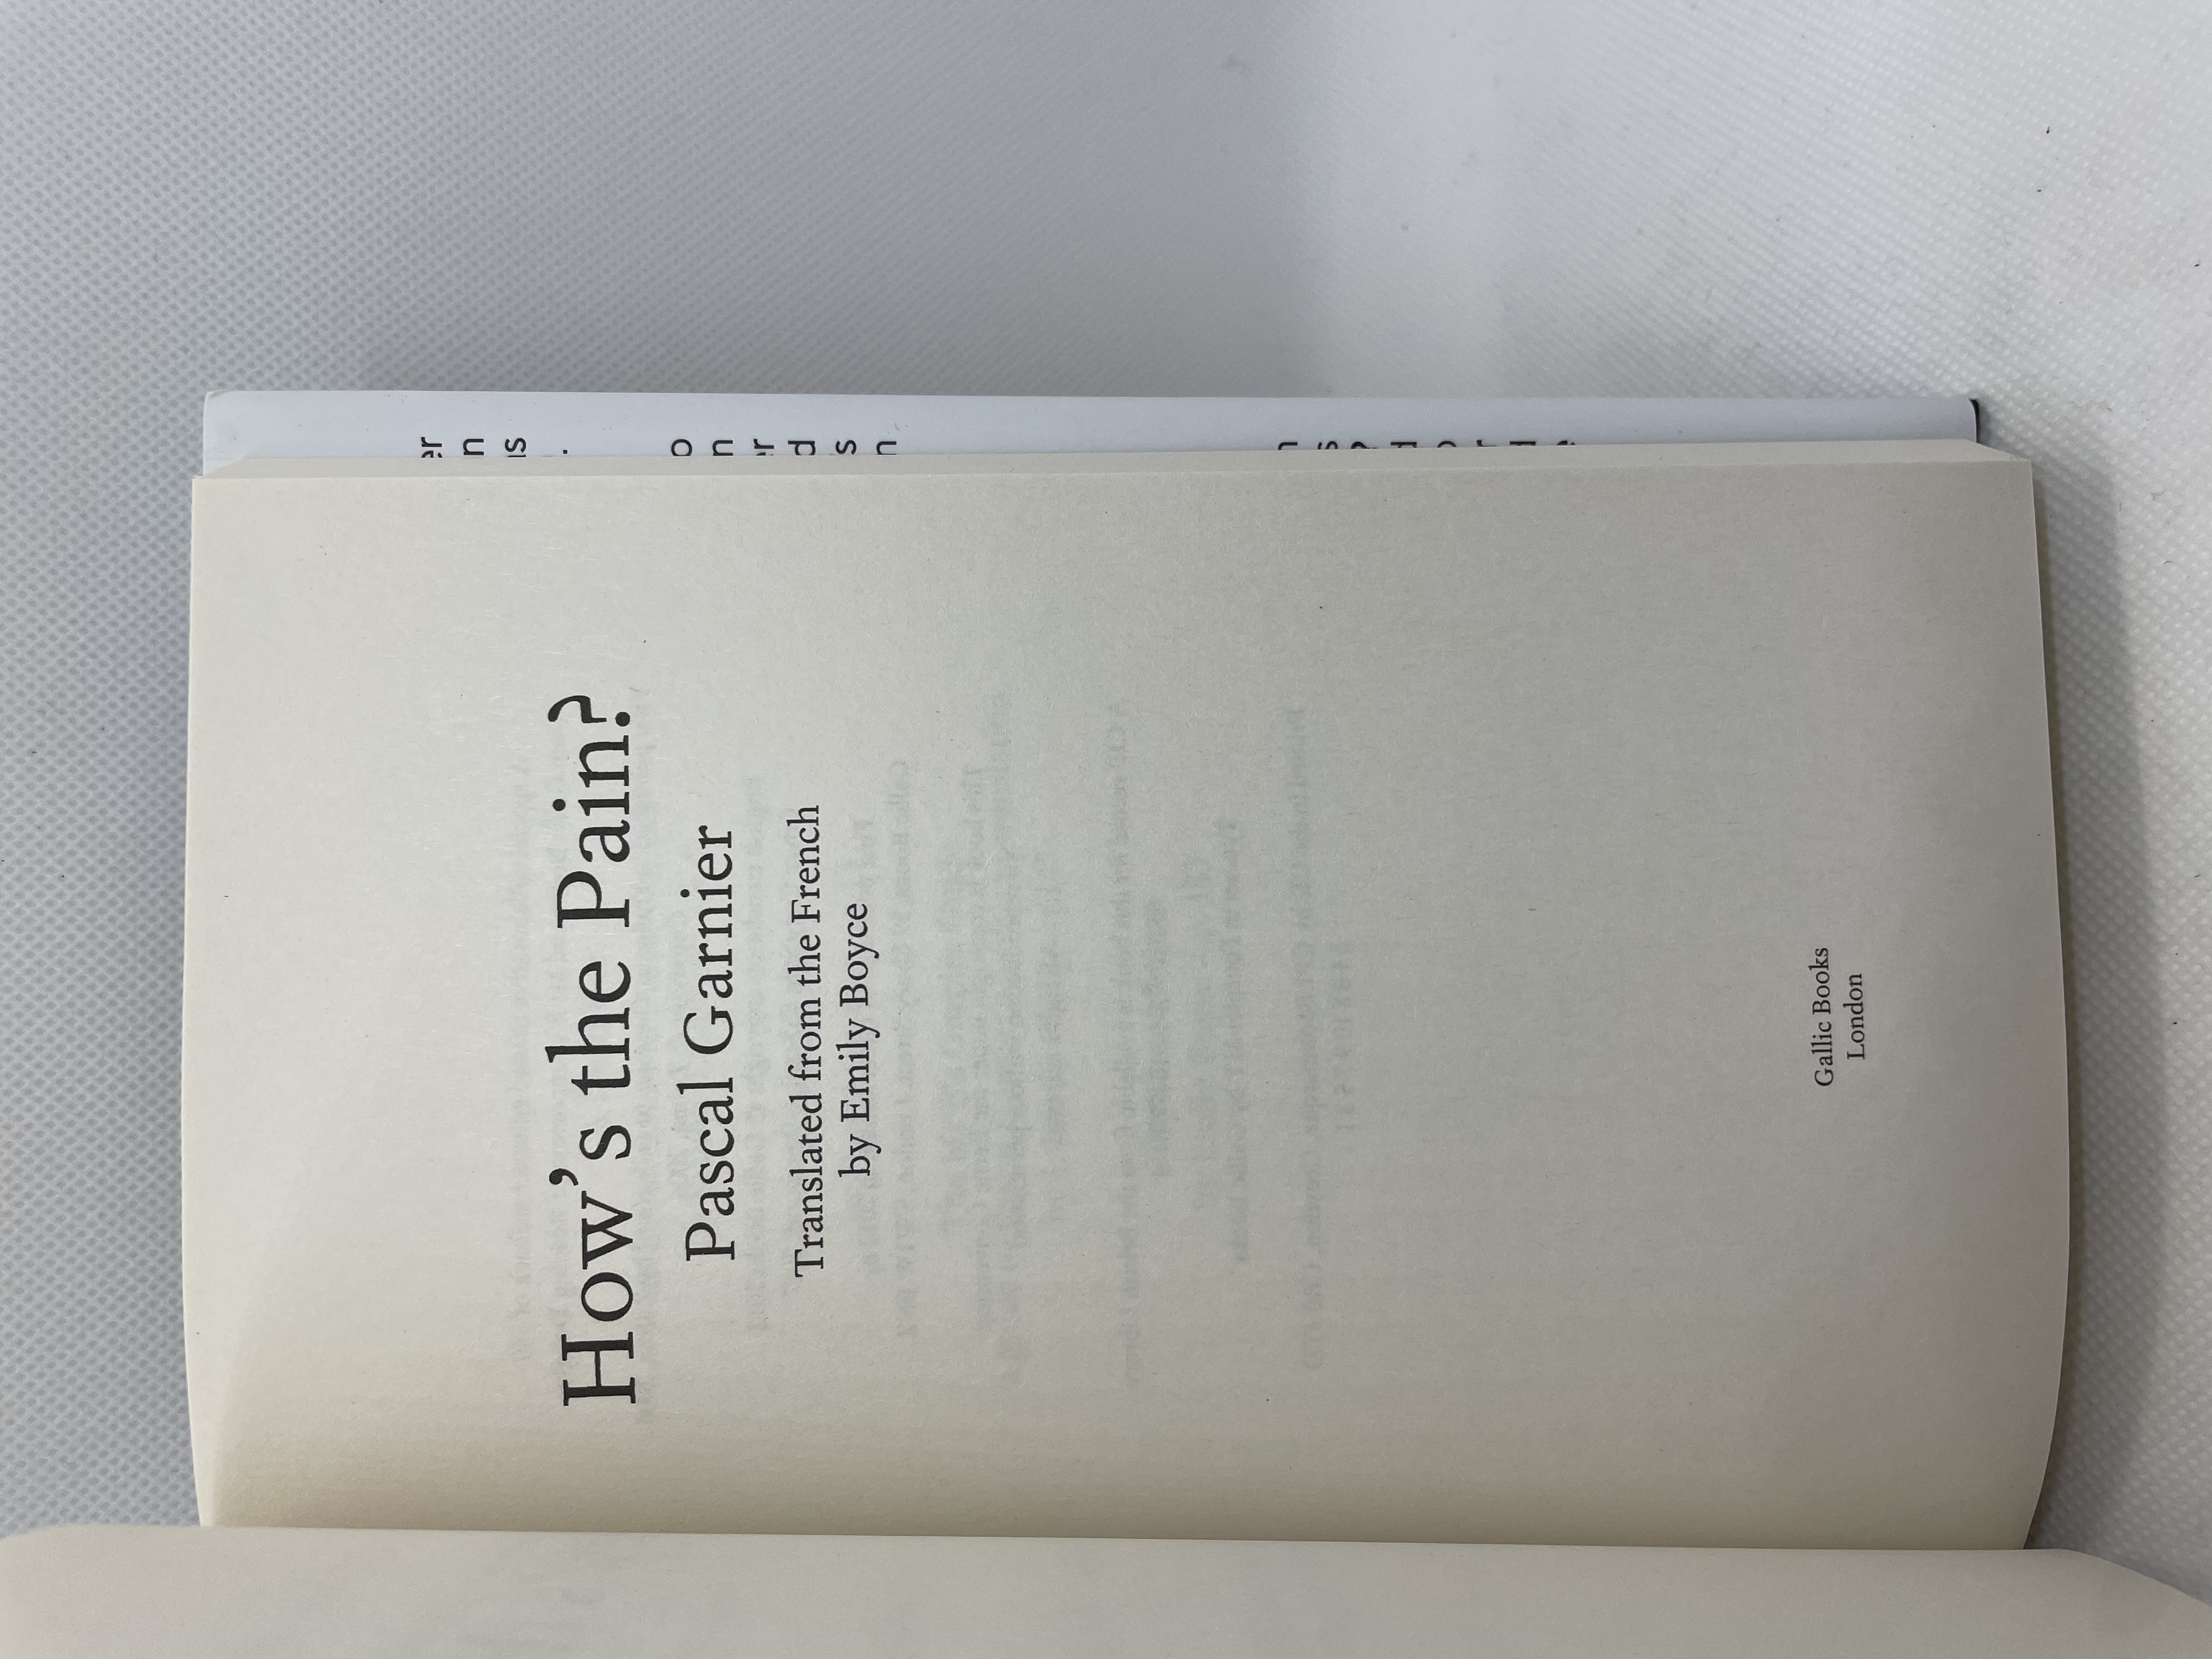 How's the Pain?
Pascal Garnier
Translated from the French
by Emily Boyce
Gallic Books
London